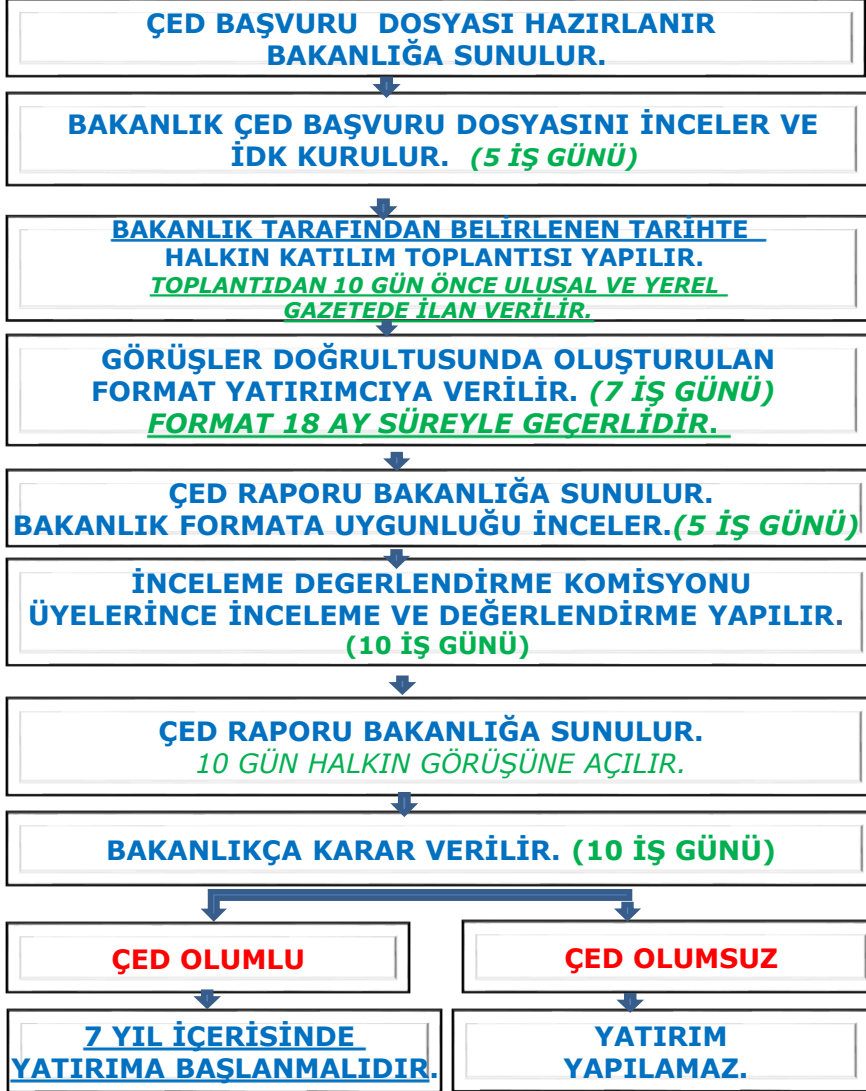 ÇED BAŞVURU DOSYASI HAZIRLANIR
BAKANLIĞA SUNULUR.
BAKANLIK ÇED BAŞVURU DOSYASINI İNCELER VE
İDK KURULUR. (5 İŞ GÜNÜ)
BAKANLIK TARAFINDAN BELİRLENEN TARİHTE
HALKIN KATILIM TOPLANTISI YAPILIR.
TOPLANTIDAN 10 GÜN ÖNCE ULUSAL VE YEREL
GAZETEDE İLAN VERİLİR.
GÖRÜŞLER DOĞRULTUSUNDA OLUŞTURULAN
FORMAT YATIRIMCIYA VERİLİR. (7 İŞ GÜNÜ)
FORMAT 18 AY SÜREYLE GEÇERLİDİR.
ÇED RAPORU BAKANLIĞA SUNULUR.
BAKANLIK FORMATA UYGUNLUĞU İNCELER.(5 İŞ GÜNÜ)
İNCELEME DEGERLENDİRME KOMİSYONU
ÜYELERİNCE İNCELEME VE DEĞERLENDİRME YAPILIR.
(10 İŞ GÜNÜ)
ÇED RAPORU BAKANLIĞA SUNULUR.
10 GÜN HALKIN GÖRÜŞÜNE AÇILIR.
BAKANLIKÇA KARAR VERİLİR. (10 İŞ GÜNÜ)
ÇED OLUMLU
ÇED OLUMSUZ
7 YIL İÇERİSİNDE
YATIRIMA BAŞLANMALIDIR.
YATIRIM
YAPILAMAZ.